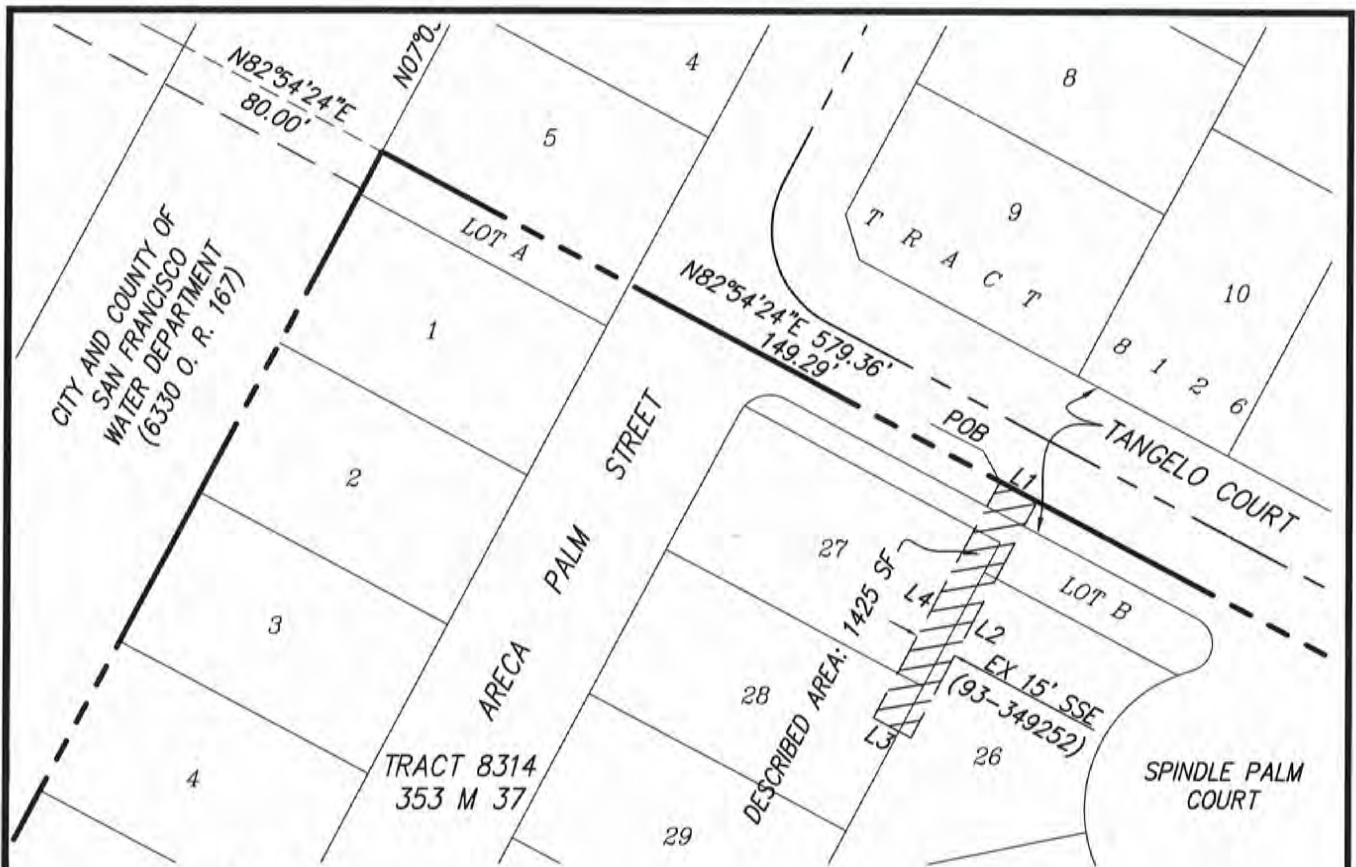 N82°54'24"E
80.00'
N07°0
4
5
8
LOT A
CITY AND COUNTY OF
SAN FRANCISCO
WATER DEPARTMENT
(6330 O. R. 167)
9
T R A C T
8 1 2 6
10
N82°54'24"E 579.36'
149.29'
1
POB
L1
TANGELO COURT
2
ARECA PALM STREET
27
LOT B
L4
L2
DESCRIBED AREA: 1425 SF
EX 15' SSE
(93-349252)
3
28
L3
26
SPINDLE PALM
COURT
TRACT 8314
353 M 37
4
29